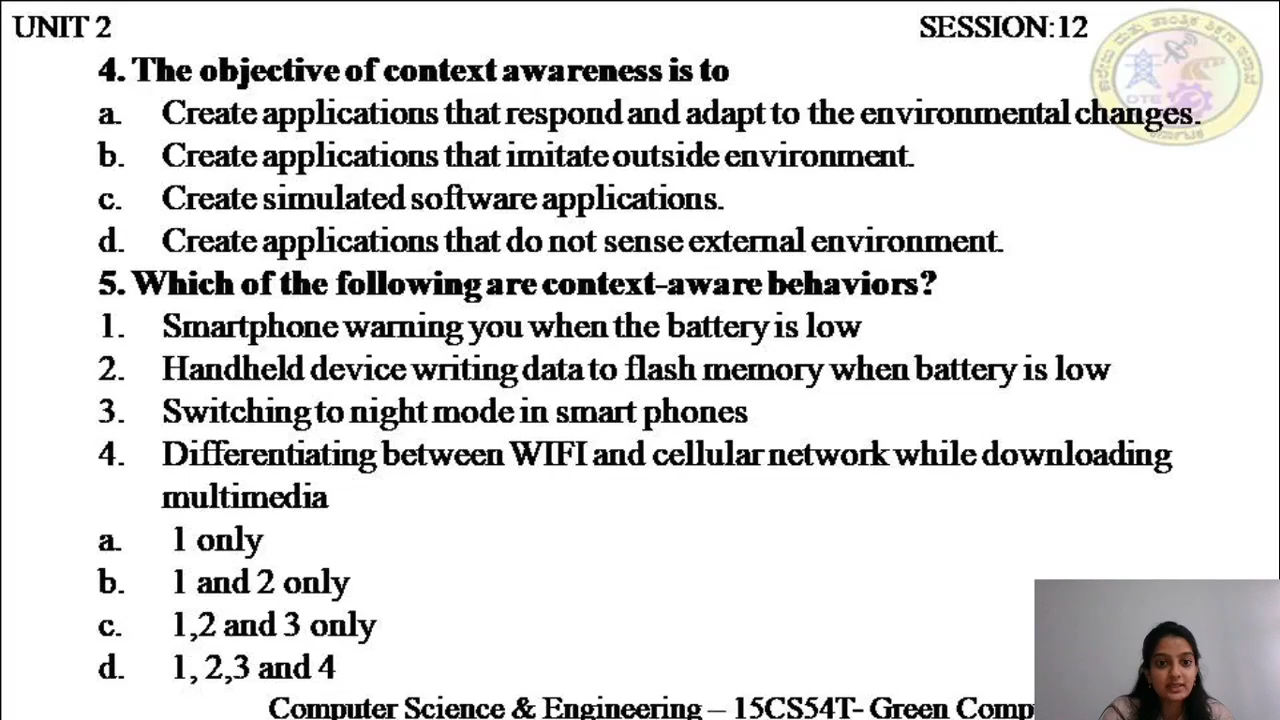 UNIT 2
SESSION:12
4. The objective of context awareness is to
a. Create applications that respond and adapt to the environmental changes.
b. Create applications that imitate outside environment.
c. Create simulated software applications.
d. Create applications that do not sense external environment.
5. Which of the following are context-aware behaviors?
1. Smartphone warning you when the battery is low
2. Handheld device writing data to flash memory when battery is low
3. Switching to night mode in smart phones
4. Differentiating between WIFI and cellular network while downloading
multimedia
a. 1 only
b. 1 and 2 only
c. 1,2 and 3 only
d. 1, 2,3 and 4
Computer Science & Engineering – 15CS54T- Green Comp
DTE